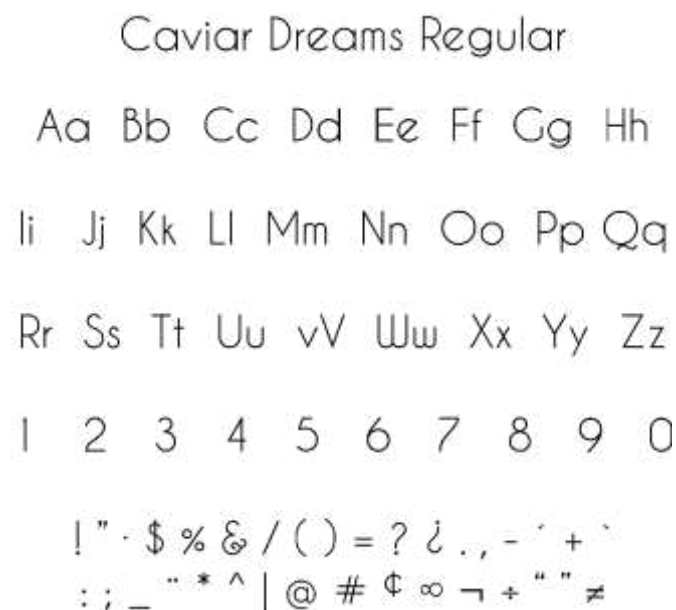 Caviar Dreams Regular
Aa Bb Cc Dd Ee Ff Gg Hh
Ii Jj Kk Ll Mm Nn Oo Pp Qq
Rr Ss Tt Uu vV Ww Xx Yy Zz
1 2 3 4 5 6 7 8 9 0
! " · $ % & / ( ) = ? ¿ . , - ´ + `
: ; _ ¨ * ^ | @ # ¢ ∞ ¬ ÷ “ ” ≠